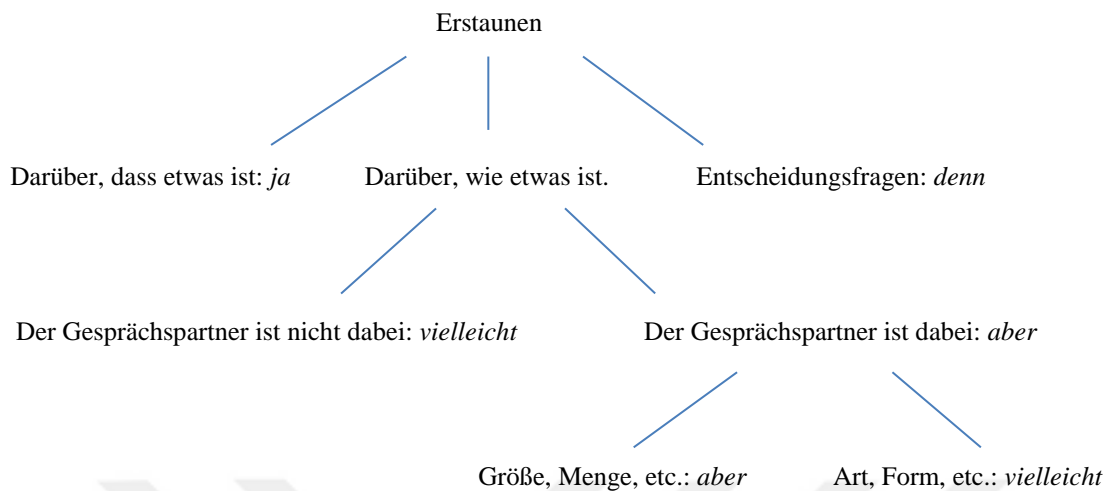 Erstaunen
Darüber, dass etwas ist: ja
Darüber, wie etwas ist.
Entscheidungsfragen: denn
Der Gesprächspartner ist nicht dabei: vielleicht
Der Gesprächspartner ist dabei: aber
Größe, Menge, etc.: aber
Art, Form, etc.: vielleicht